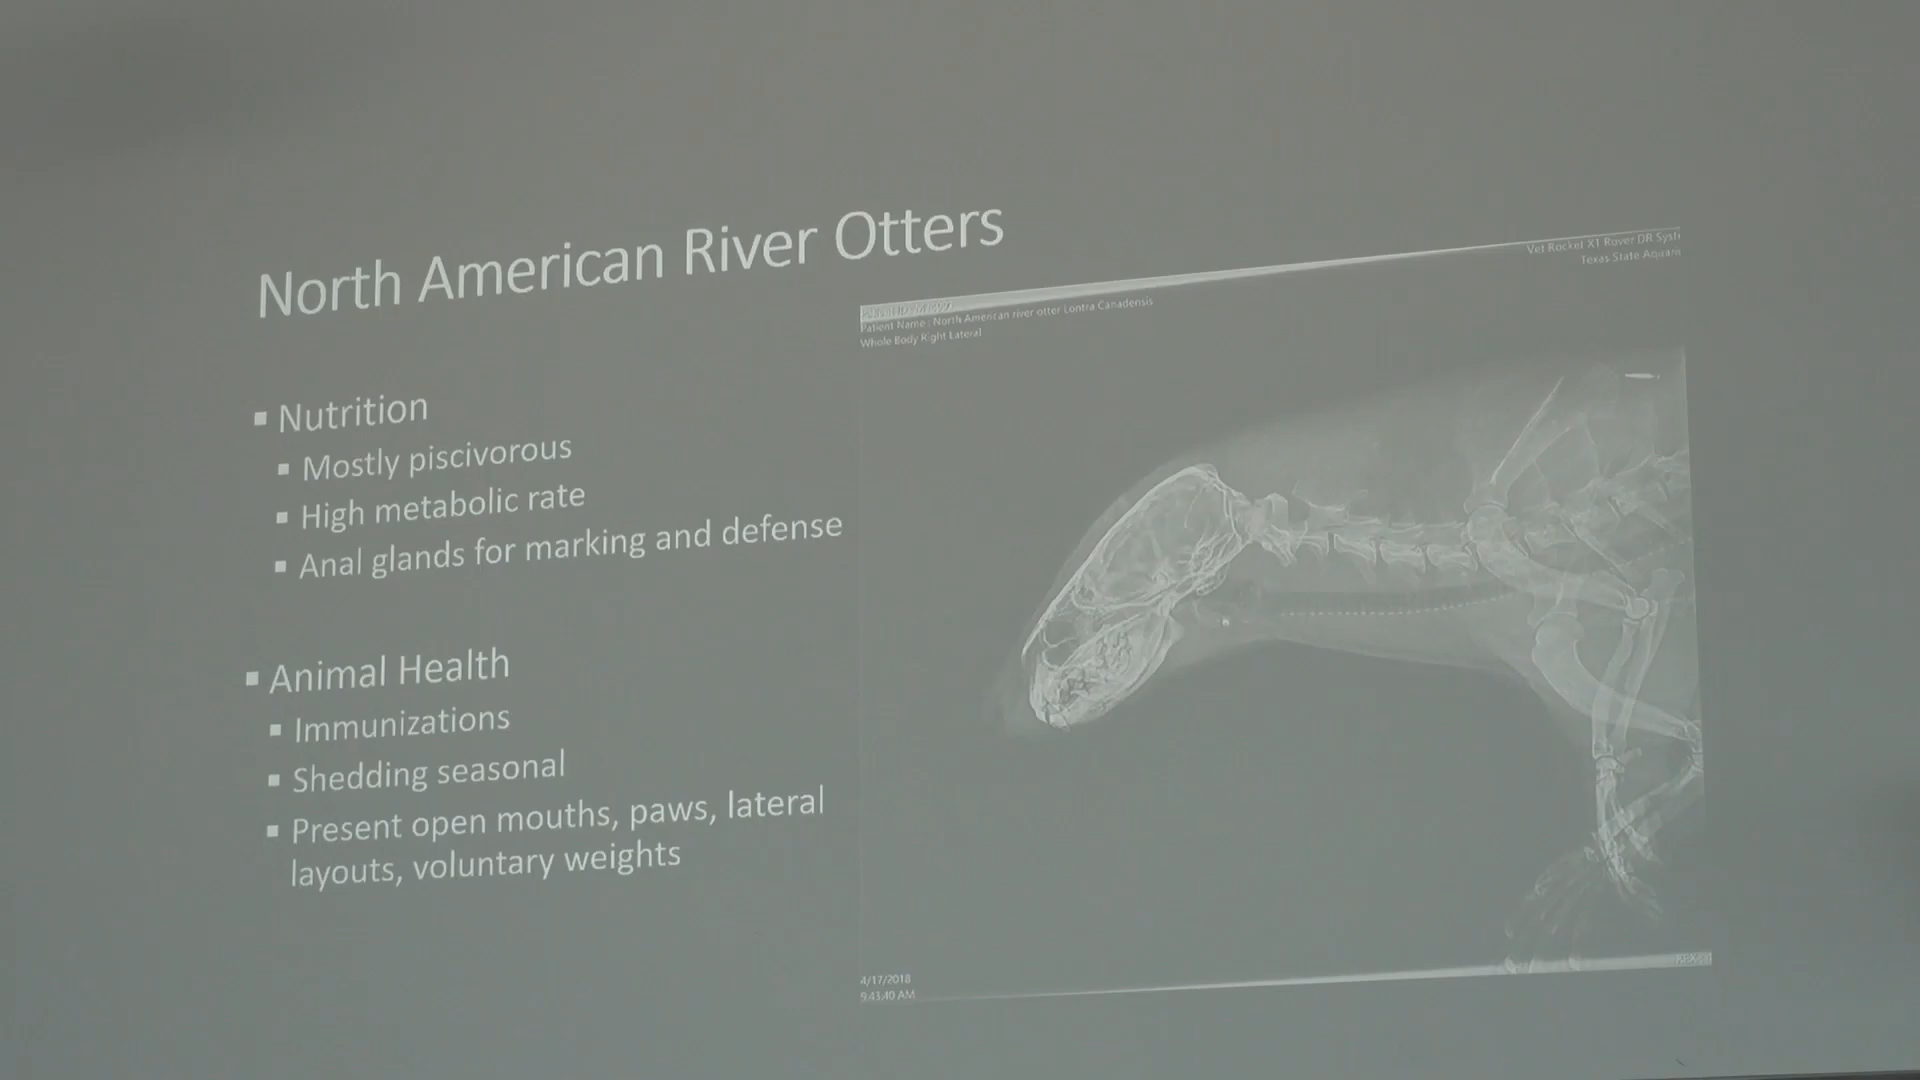 North American River Otters
▪ Nutrition
▪ Mostly piscivorous
▪ High metabolic rate
▪ Anal glands for marking and defense
▪ Animal Health
▪ Immunizations
▪ Shedding seasonal
▪ Present open mouths, paws, lateral
layouts, voluntary weights
Vet Rocket X1 Rover DR Syst
Texas State
Patient Name : North American river otter Lontra Canadensis
Whole Body Right Lateral
4/17/2018
9:43:40 AM